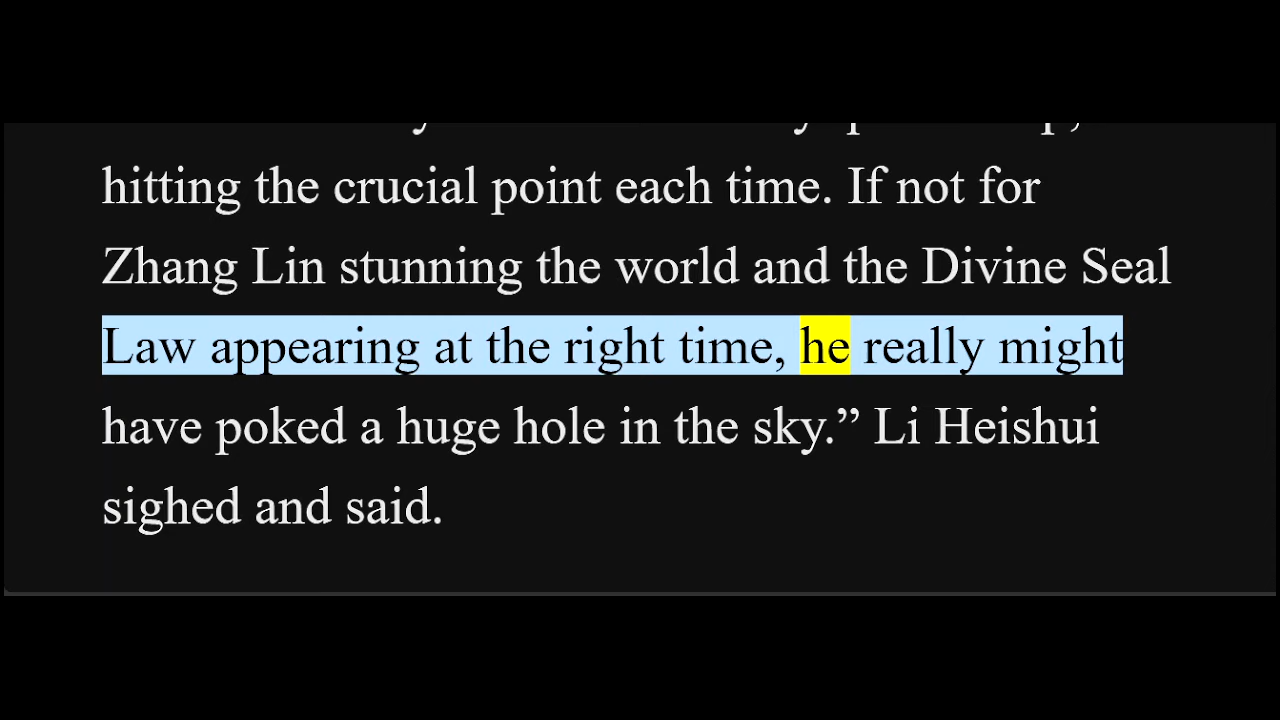 hitting the crucial point each time. If not for
Zhang Lin stunning the world and the Divine Seal
Law appearing at the right time, he really might
have poked a huge hole in the sky.” Li Heishui
sighed and said.